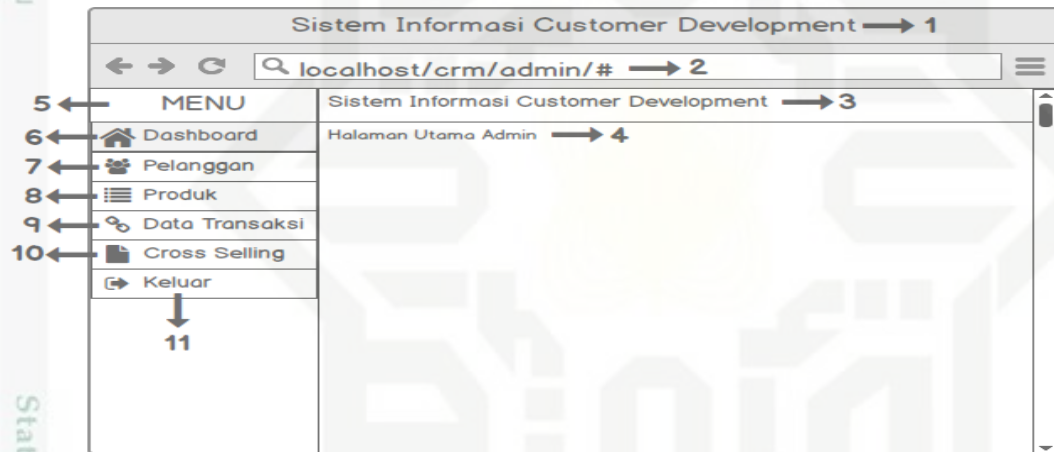 Sistem Informasi Customer Development 1
localhost/crm/admin/# 2
5 MENU
Sistem Informasi Customer Development 3
6 Dashboard
Halaman Utama Admin 4
7 Pelanggan
8 Produk
9 Data Transaksi
10 Cross Selling
Keluar
11